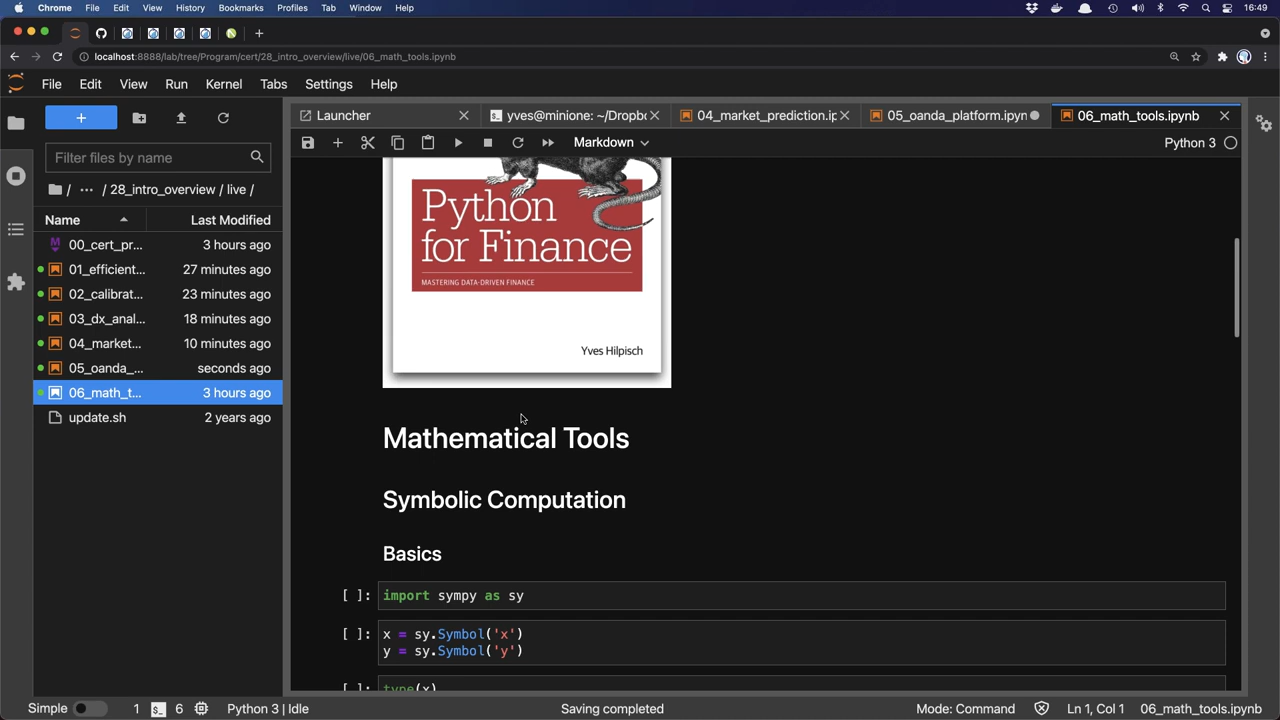 Chrome File Edit View History Bookmarks Profiles Tab Window Help 16:49
localhost:8888/lab/tree/Program/cert/28_intro_overview/live/06_math_tools.ipynb
File Edit View Run Kernel Tabs Settings Help
+
Launcher
yves@minione: ~/Dropb
04_market_prediction.ip
05_oanda_platform.ipyn
06_math_tools.ipynb
Filter files by name
Markdown
Python 3
/ ··· / 28_intro_overview / live /
Name Last Modified
00_cert_pr... 3 hours ago
01_efficient... 27 minutes ago
02_calibrat... 23 minutes ago
03_dx_anal... 18 minutes ago
04_market... 10 minutes ago
05_oanda_... seconds ago
06_math_t... 3 hours ago
update.sh 2 years ago
Python
for Finance
MASTERING DATA-DRIVEN FINANCE
Yves Hilpisch
Mathematical Tools
Symbolic Computation
Basics
[ ]: import sympy as sy
[ ]: x = sy.Symbol('x')
y = sy.Symbol('y')
[ ]: type(x)
Simple 1 $_ 6 Python 3 | Idle Saving completed Mode: Command Ln 1, Col 1 06_math_tools.ipynb